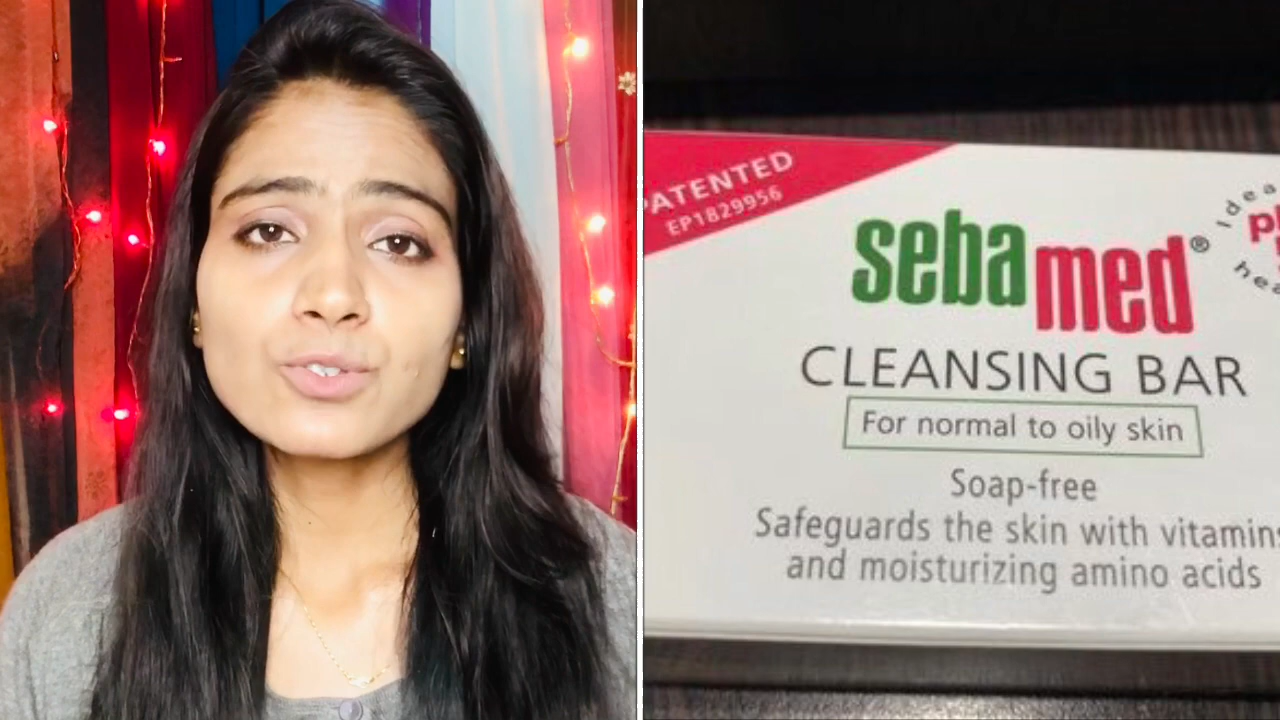 PATENTED
EP1829956
sebamed®
CLEANSING BAR
For normal to oily skin
Soap-free
Safeguards the skin with vitamins
and moisturizing amino acids